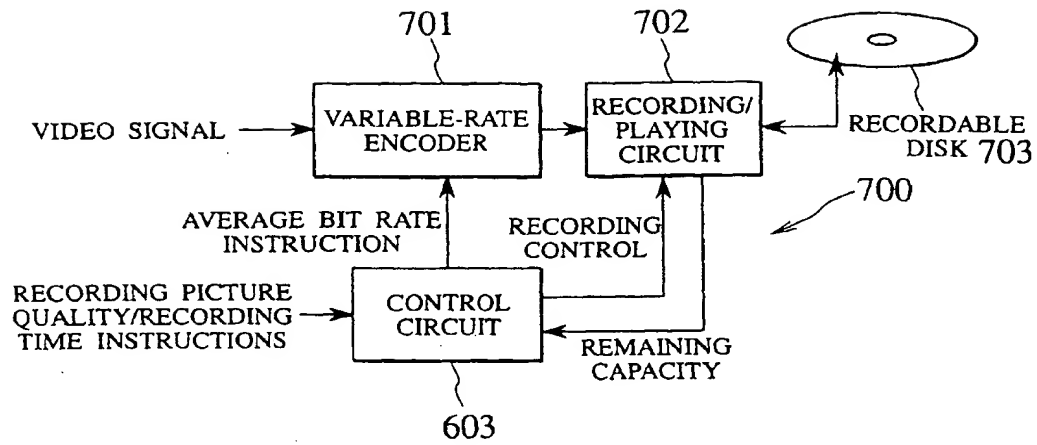 701
702
VIDEO SIGNAL
VARIABLE-RATE
ENCODER
RECORDING/
PLAYING
CIRCUIT
RECORDABLE
DISK 703
700
AVERAGE BIT RATE
INSTRUCTION
RECORDING
CONTROL
RECORDING PICTURE
QUALITY/RECORDING
TIME INSTRUCTIONS
CONTROL
CIRCUIT
REMAINING
CAPACITY
603